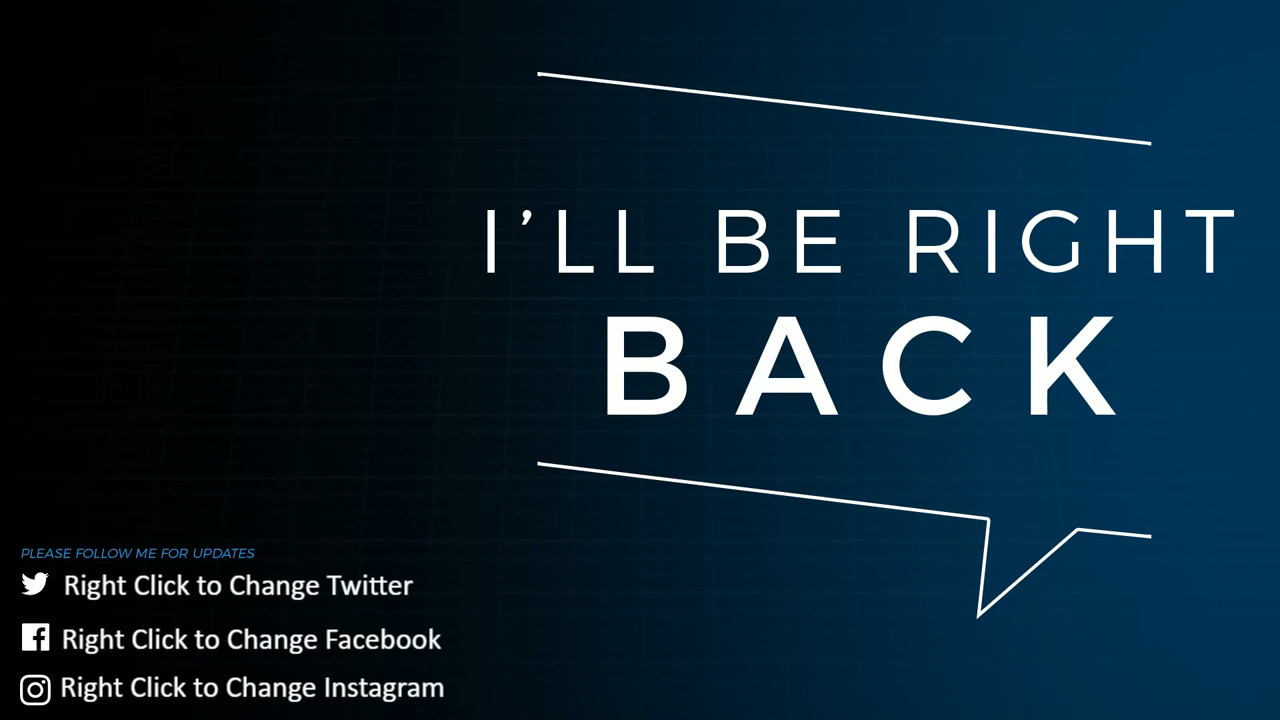 I’LL BE RIGHT
BACK
PLEASE FOLLOW ME FOR UPDATES
Right Click to Change Twitter
Right Click to Change Facebook
Right Click to Change Instagram